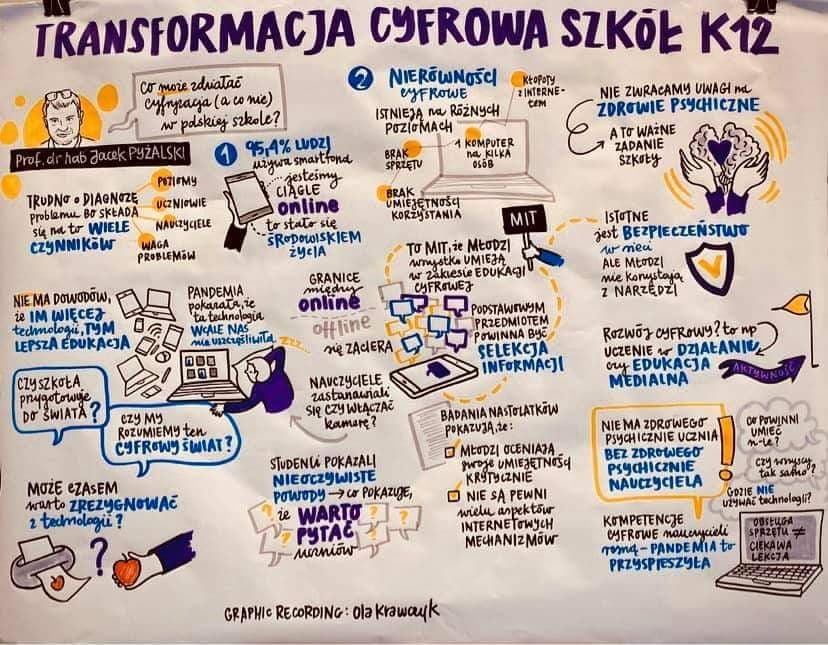 TRANSFORMACJA CYFROWA SZKÓŁ K12
Prof. dr hab Jacek PYŻALSKI
Co może zdziałać
cyfryzacja (a co nie)
w polskiej szkole?
TRUDNO o DIAGNOZĘ
problemu BO SKŁADA
się na to WIELE
CZYNNIKÓW
POZIOMY
UCZNIOWIE
NAUCZYCIELE
WAGA
PROBLEMÓW
1 95,4% LUDZI
używa smartfona
jesteśmy
CIĄGLE
online
to stało się
ŚRODOWISKIEM
ŻYCIA
2 NIERÓWNOŚCI
CYFROWE
ISTNIEJĄ na RÓŻNYCH
POZIOMACH
KŁOPOTY
Z INTERNE-
tem
BRAK
SPRZĘTU
1 KOMPUTER
na KILKA
OSÓB
BRAK
UMIEJĘTNOŚCI
KORZYSTANIA
NIE ZWRACAMY UWAGI na
ZDROWIE PSYCHICZNE
A TO WAŻNE
ZADANIE
SZKOŁY
MIT
TO MIT, że MŁODZI
wszystko UMIEJĄ
w zakresie EDUKACJI
CYFROWEJ
ISTOTNE
jest BEZPIECZEŃSTWO
w sieci
ALE MŁODZI
nie korzystają
Z NARZĘDZI
NIE MA DOWODÓW,
że IM WIĘCEJ
technologii, TYM
LEPSZA EDUKACJA
PANDEMIA
pokazała, że
ta technologia
WCALE NAS
nie uszczęśliwiła
zzz
GRANICE
między
online
offline
się ZACIERA
PODSTAWOWYM
PRZEDMIOTEM
POWINNA BYĆ
SELEKCJA
INFORMACJI
ROZWÓJ CYFROWY? to np
UCZENIE w DZIAŁANIU
czy EDUKACJA
MEDIALNA
AKTYWNOŚĆ
CZY SZKOŁA
przygotowuje
DO ŚWIATA?
CZY MY
ROZUMIEMY ten
CYFROWY ŚWIAT?
NAUCZYCIELE
zastanawiali
SIĘ CZY WŁĄCZAĆ
kamerę?
BADANIA NASTOLATKÓW
POKAZUJĄ, że:
MŁODZI OCENIAJĄ
swoje UMIEJĘTNOŚCI
KRYTYCZNIE
NIE SĄ PEWNI
wielu aspektów
INTERNETOWYCH
MECHANIZMÓW
NIE MA ZDROWEGO
PSYCHICZNIE UCZNIA
BEZ ZDROWEGO
PSYCHICZNIE
NAUCZYCIELA
!
CO POWINNI
UMIEĆ
n-le?
Czy wszyscy
tak samo?
GDZIE NIE
UŻYWAĆ technologii?
MOŻE CZASEM
warto ZREZYGNOWAĆ
z technologii?
?
STUDENCI POKAZALI
NIEOCZYWISTE
POWODY → co POKAZUJE,
że WARTO
PYTAĆ
uczniów
? ? ? ? ? ?
KOMPETENCJE
CYFROWE nauczycieli
rosną - PANDEMIA to
PRZYSPIESZYŁA
OBSŁUGA
SPRZĘTU ≠
CIEKAWA
LEKCJA
GRAPHIC RECORDING: Ola Krawczyk